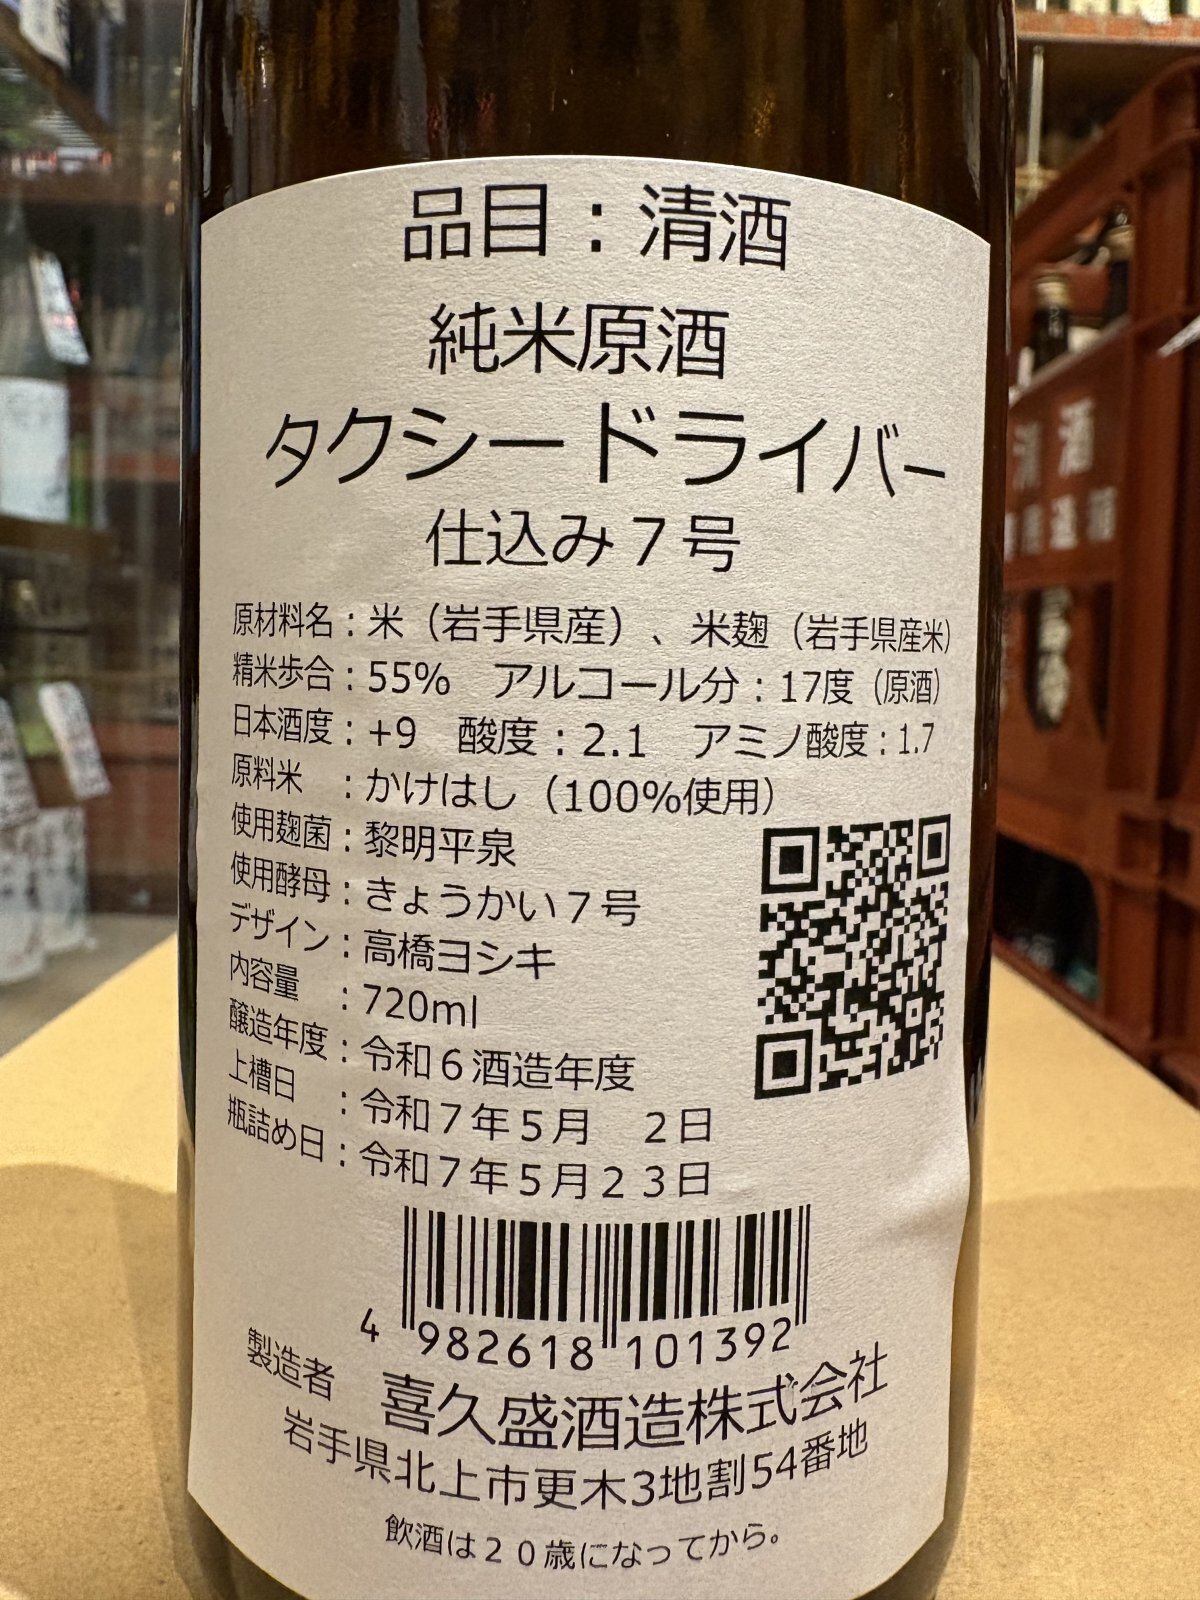 品目：清酒
純米原酒
タクシードライバー
仕込み７号
原材料名：米（岩手県産）、米麹（岩手県産米）
精米歩合：55%　アルコール分：17度（原酒）
日本酒度：+9　酸度：2.1　アミノ酸度：1.7
原料米　：かけはし（100%使用）
使用麹菌：黎明平泉
使用酵母：きょうかい７号
デザイン：高橋ヨシキ
内容量　：720ml
醸造年度：令和６酒造年度
上槽日　：令和７年５月　２日
瓶詰め日：令和７年５月２３日
4 982618 101392
製造者　喜久盛酒造株式会社
岩手県北上市更木3地割54番地
飲酒は２０歳になってから。